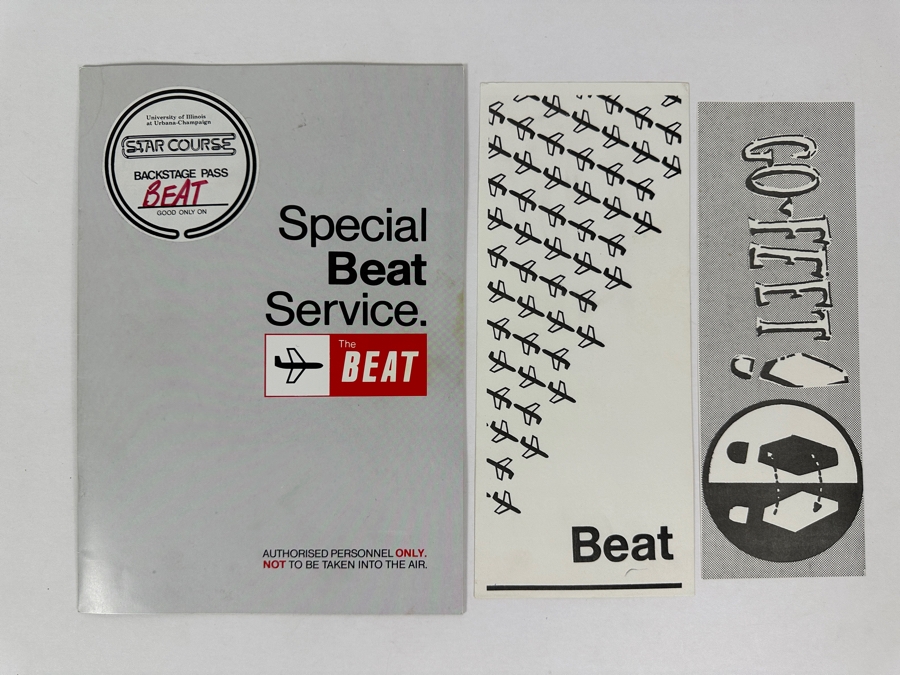 University of Illinois
at Urbana-Champaign
STAR COURSE
BACKSTAGE PASS
BEAT
GOOD ONLY ON
Special
Beat
Service.
The
BEAT
AUTHORISED PERSONNEL ONLY.
NOT TO BE TAKEN INTO THE AIR.
Beat
GO-FEET!